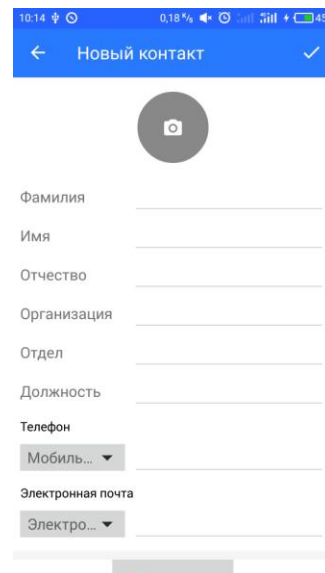 10:14 0,18 K/s 45
Новый контакт
Фамилия
Имя
Отчество
Организация
Отдел
Должность
Телефон
Мобиль...
Электронная почта
Электро...